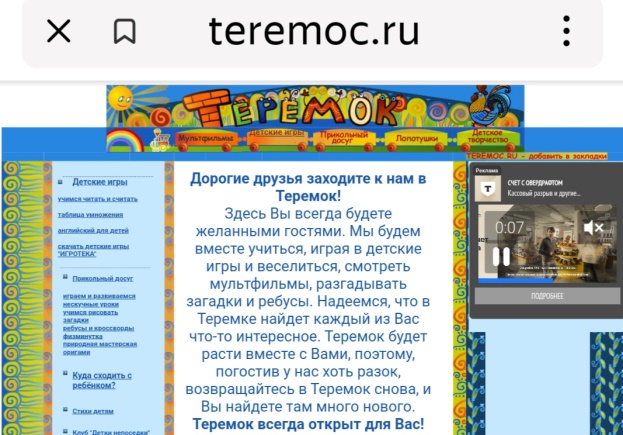 teremoc.ru
ТЕРЕМОК
Мультфильмы
Детские игры
Прикольный досуг
Лопотушки
Детское творчество
TEREMOC.RU - добавить в закладки
Детские игры
учимся читать и считать
таблица умножения
английский для детей
скачать детские игры
"ИГРОТЕКА"
Прикольный досуг
играем и развиваемся
нескучные уроки
учимся рисовать
загадки
ребусы и кроссворды
физминутка
природная мастерская
оригами
Куда сходить с
ребёнком?
Стихи детям
Клуб "Детки непоседки"
Дорогие друзья заходите к нам в
Теремок!
Здесь Вы всегда будете
желанными гостями. Мы будем
вместе учиться, играя в детские
игры и веселиться, смотреть
мультфильмы, разгадывать
загадки и ребусы. Надеемся, что в
Теремке найдет каждый из Вас
что-то интересное. Теремок будет
расти вместе с Вами, поэтому,
погостив у нас хоть разок,
возвращайтесь в Теремок снова, и
Вы найдете там много нового.
Теремок всегда открыт для Вас!
Реклама
Т
СЧЕТ С ОВЕРДРАФТОМ
Кассовый разрыв и другие...
0:07
ПОДРОБНЕЕ